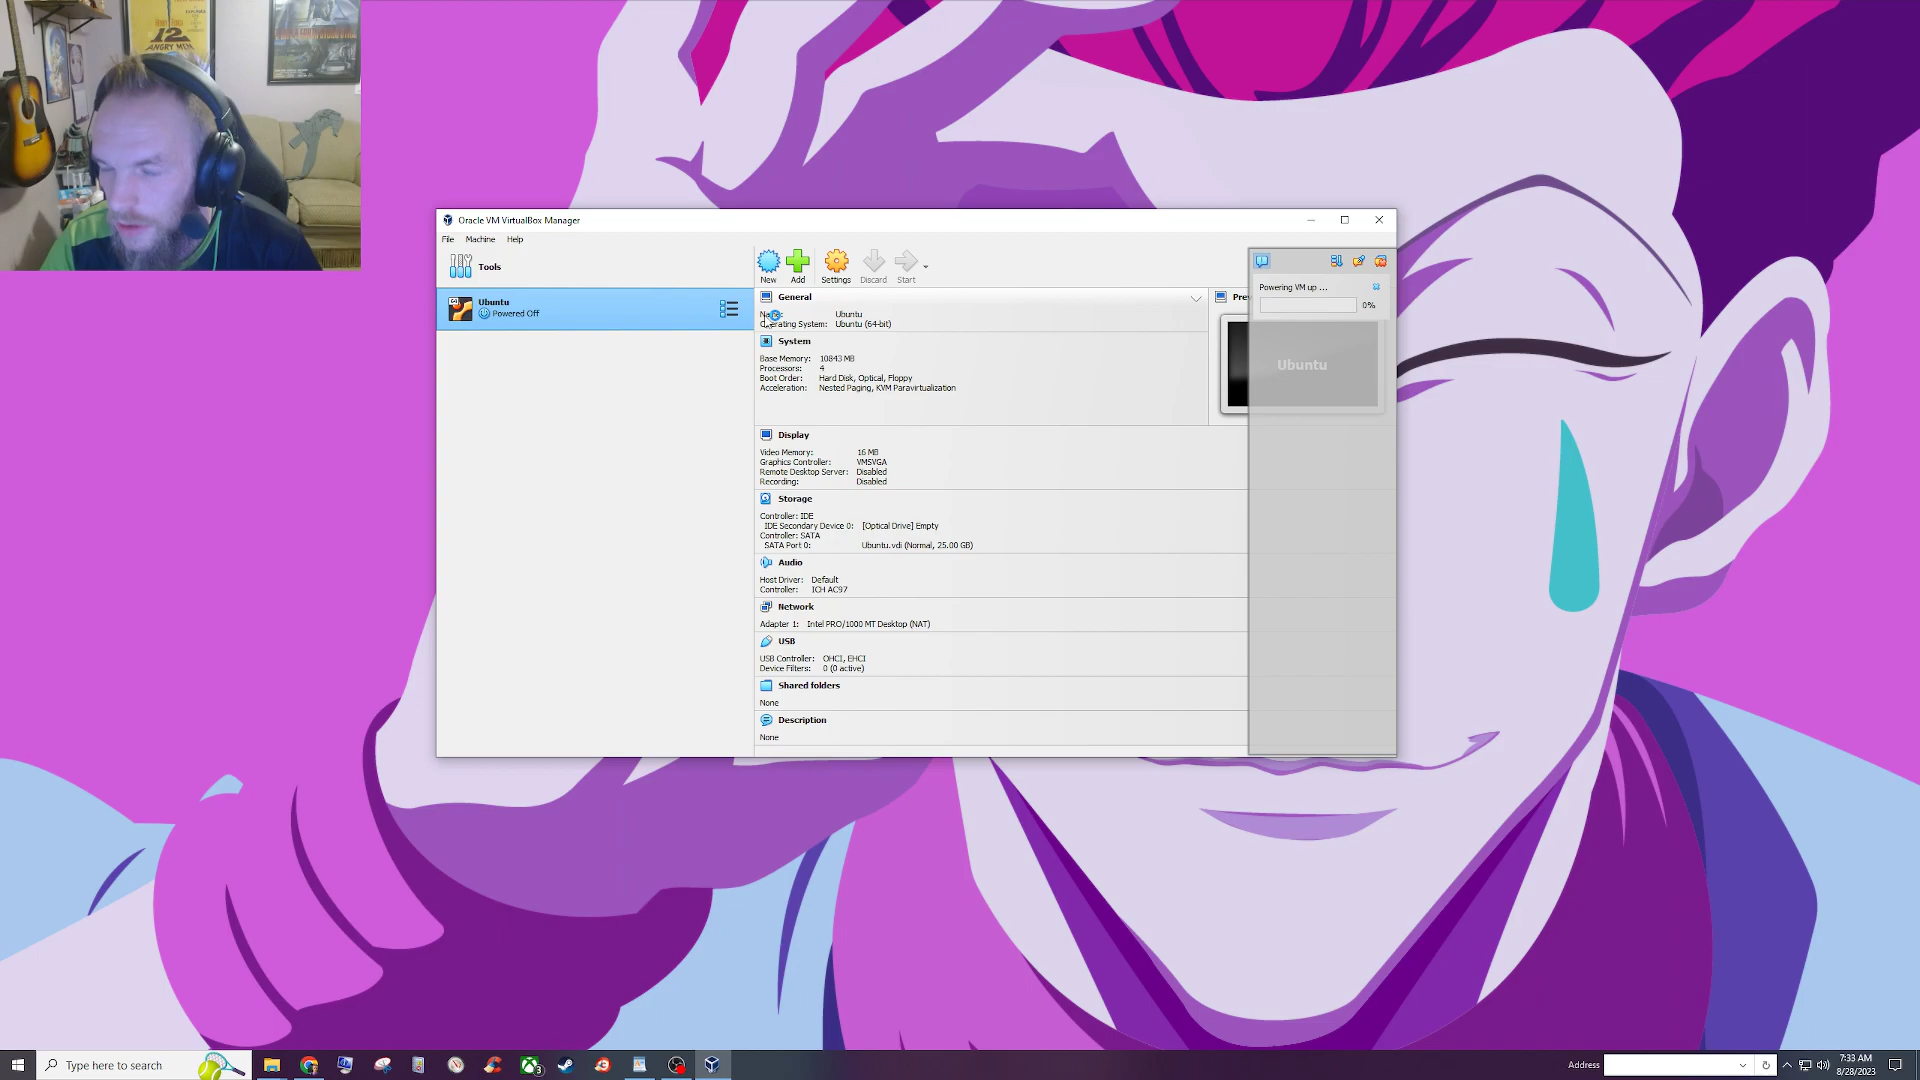 12
ANGRY MEN
Oracle VM VirtualBox Manager
File Machine Help
Tools
New Add Settings Discard Start
Ubuntu
Powered Off
General
Ubuntu
Operating System: Ubuntu (64-bit)
System
Base Memory: 10843 MB
Processors: 4
Boot Order: Hard Disk, Optical, Floppy
Acceleration: Nested Paging, KVM Paravirtualization
Display
Video Memory: 16 MB
Graphics Controller: VMSVGA
Remote Desktop Server: Disabled
Recording: Disabled
Storage
Controller: IDE
IDE Secondary Device 0: [Optical Drive] Empty
Controller: SATA
SATA Port 0: Ubuntu.vdi (Normal, 25.00 GB)
Audio
Host Driver: Default
Controller: ICH AC97
Network
Adapter 1: Intel PRO/1000 MT Desktop (NAT)
USB
USB Controller: OHCI, EHCI
Device Filters: 0 (0 active)
Shared folders
None
Description
None
Powering VM up ...
0%
Ubuntu
Type here to search
3
Address
7:33 AM
8/28/2023